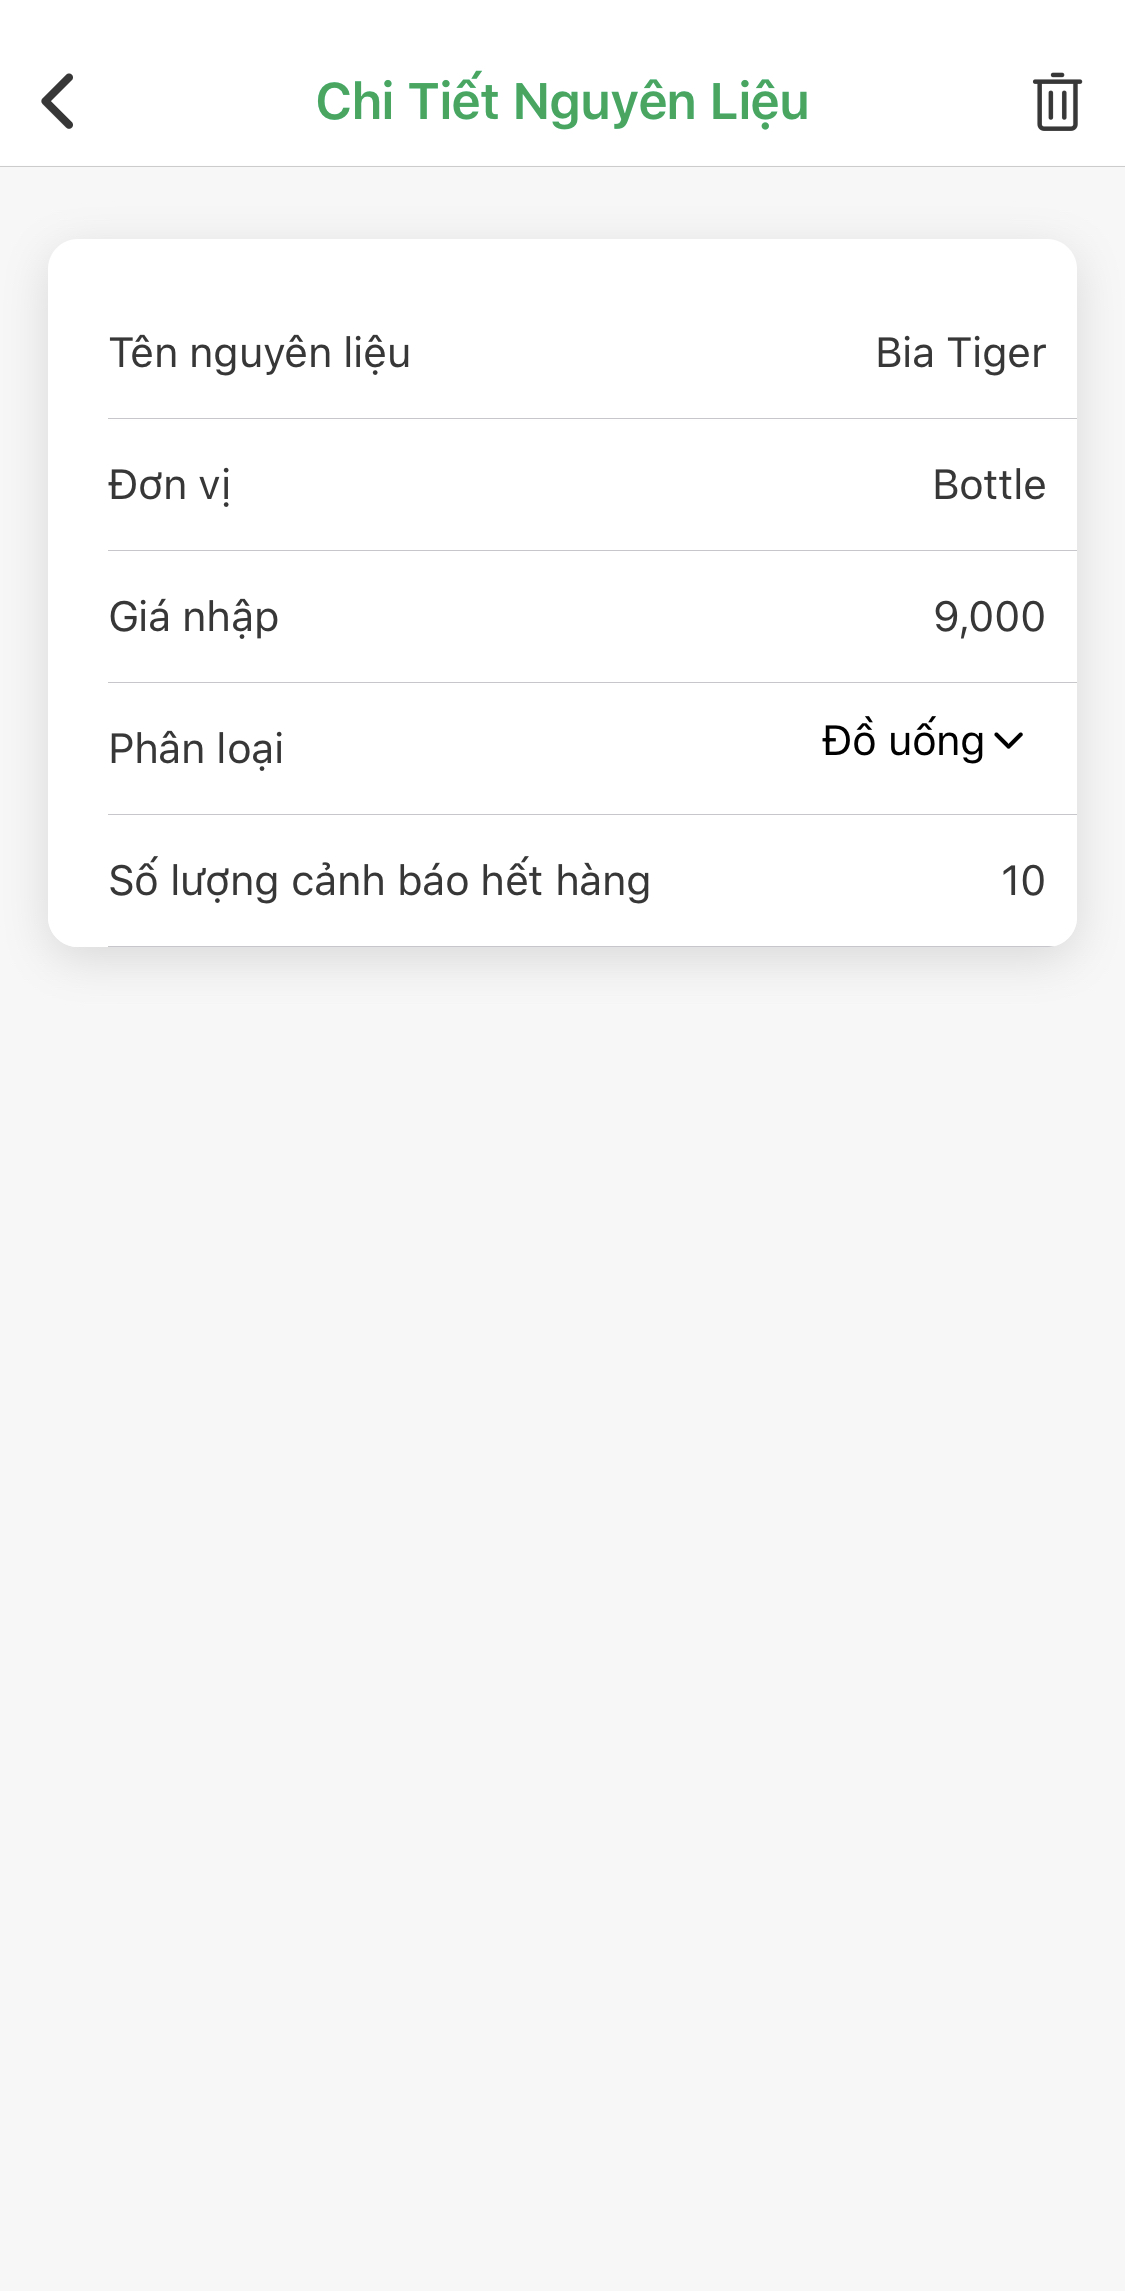 Chi Tiết Nguyên Liệu
Tên nguyên liệu Bia Tiger
Đơn vị Bottle
Giá nhập 9,000
Phân loại Đồ uống
Số lượng cảnh báo hết hàng 10